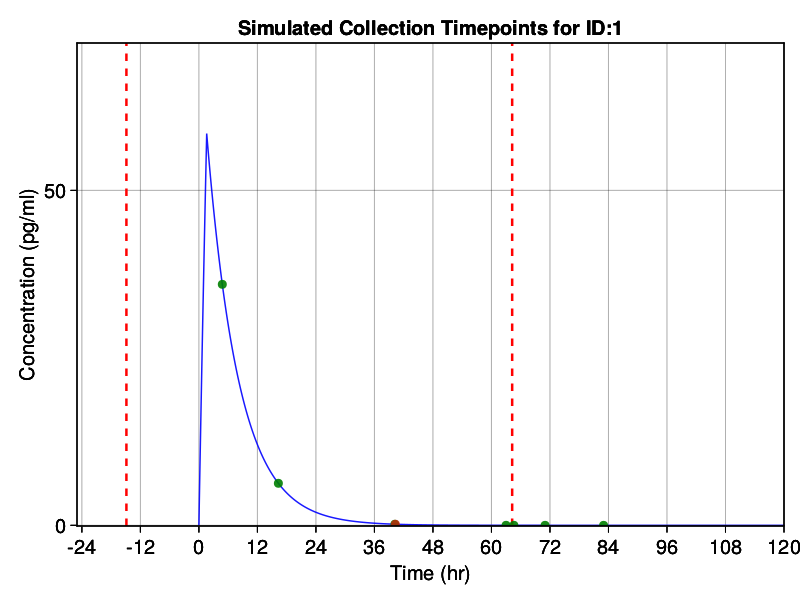 Simulated Collection Timepoints for ID:1
Concentration (pg/ml)
50
0
-24 -12 0 12 24 36 48 60 72 84 96 108 120
Time (hr)